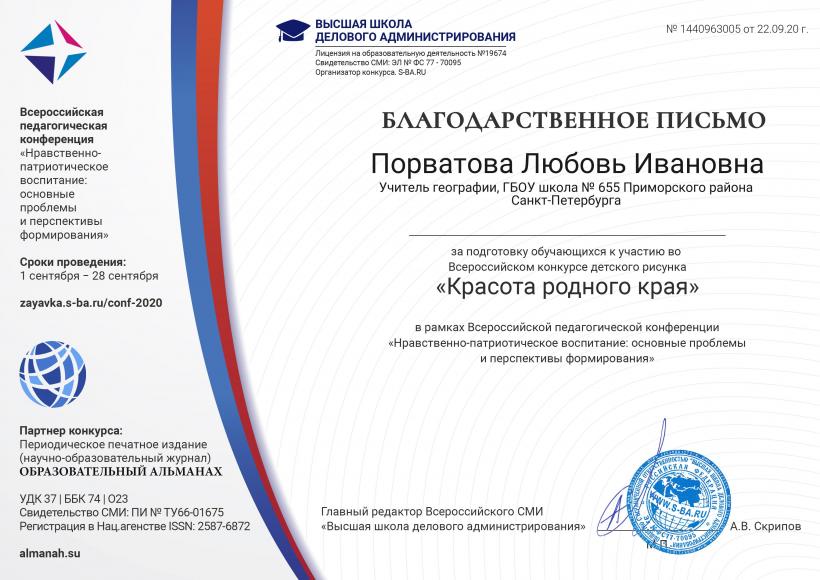 ВЫСШАЯ ШКОЛА
ДЕЛОВОГО АДМИНИСТРИРОВАНИЯ
Лицензия на образовательную деятельность №19674
Свидетельство СМИ: ЭЛ № ФС 77 - 70095
Организатор конкурса. S-BA.RU
№ 1440963005 от 22.09.20 г.
Всероссийская
педагогическая
конференция
«Нравственно-
патриотическое
воспитание:
основные
проблемы
и перспективы
формирования»
Сроки проведения:
1 сентября – 28 сентября
zayavka.s-ba.ru/conf-2020
Партнер конкурса:
Периодическое печатное издание
(научно-образовательный журнал)
ОБРАЗОВАТЕЛЬНЫЙ АЛЬМАНАХ
УДК 37 | ББК 74 | О23
Свидетельство СМИ: ПИ № ТУ66-01675
Регистрация в Нац.агенстве ISSN: 2587-6872
almanah.su
БЛАГОДАРСТВЕННОЕ ПИСЬМО
Порватова Любовь Ивановна
Учитель географии, ГБОУ школа № 655 Приморского района
Санкт-Петербурга
за подготовку обучающихся к участию во
Всероссийском конкурсе детского рисунка
«Красота родного края»
в рамках Всероссийской педагогической конференции
«Нравственно-патриотическое воспитание: основные проблемы
и перспективы формирования»
Главный редактор Всероссийского СМИ
«Высшая школа делового администрирования»
А.В. Скрипов
М.П.
РОССИЙСКАЯ ФЕДЕРАЦИЯ
WWW.S-BA.RU